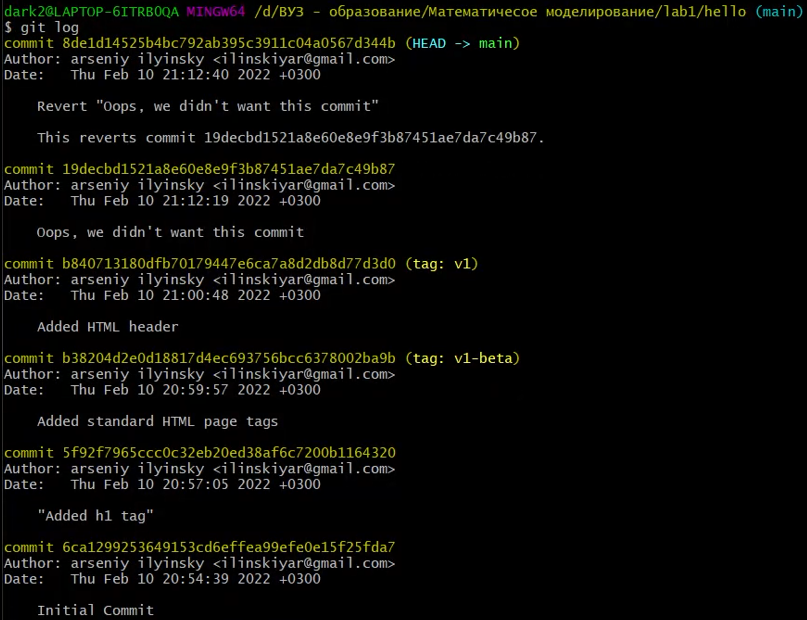 dark2@LAPTOP-6ITRB0QA MINGW64 /d/ВУЗ - образование/Математичесое моделирование/lab1/hello (main)
$ git log
commit 8de1d14525b4bc792ab395c3911c04a0567d344b (HEAD -> main)
Author: arseniy ilyinsky <ilinskiyar@gmail.com>
Date:   Thu Feb 10 21:12:40 2022 +0300
    Revert "Oops, we didn't want this commit"
    This reverts commit 19decbd1521a8e60e8e9f3b87451ae7da7c49b87.
commit 19decbd1521a8e60e8e9f3b87451ae7da7c49b87
Author: arseniy ilyinsky <ilinskiyar@gmail.com>
Date:   Thu Feb 10 21:12:19 2022 +0300
    Oops, we didn't want this commit
commit b840713180dfb70179447e6ca7a8d2db8d77d3d0 (tag: v1)
Author: arseniy ilyinsky <ilinskiyar@gmail.com>
Date:   Thu Feb 10 21:00:48 2022 +0300
    Added HTML header
commit b38204d2e0d18817d4ec693756bcc6378002ba9b (tag: v1-beta)
Author: arseniy ilyinsky <ilinskiyar@gmail.com>
Date:   Thu Feb 10 20:59:57 2022 +0300
    Added standard HTML page tags
commit 5f92f7965ccc0c32eb20ed38af6c7200b1164320
Author: arseniy ilyinsky <ilinskiyar@gmail.com>
Date:   Thu Feb 10 20:57:05 2022 +0300
    "Added h1 tag"
commit 6ca1299253649153cd6effea99efe0e15f25fda7
Author: arseniy ilyinsky <ilinskiyar@gmail.com>
Date:   Thu Feb 10 20:54:39 2022 +0300
    Initial Commit